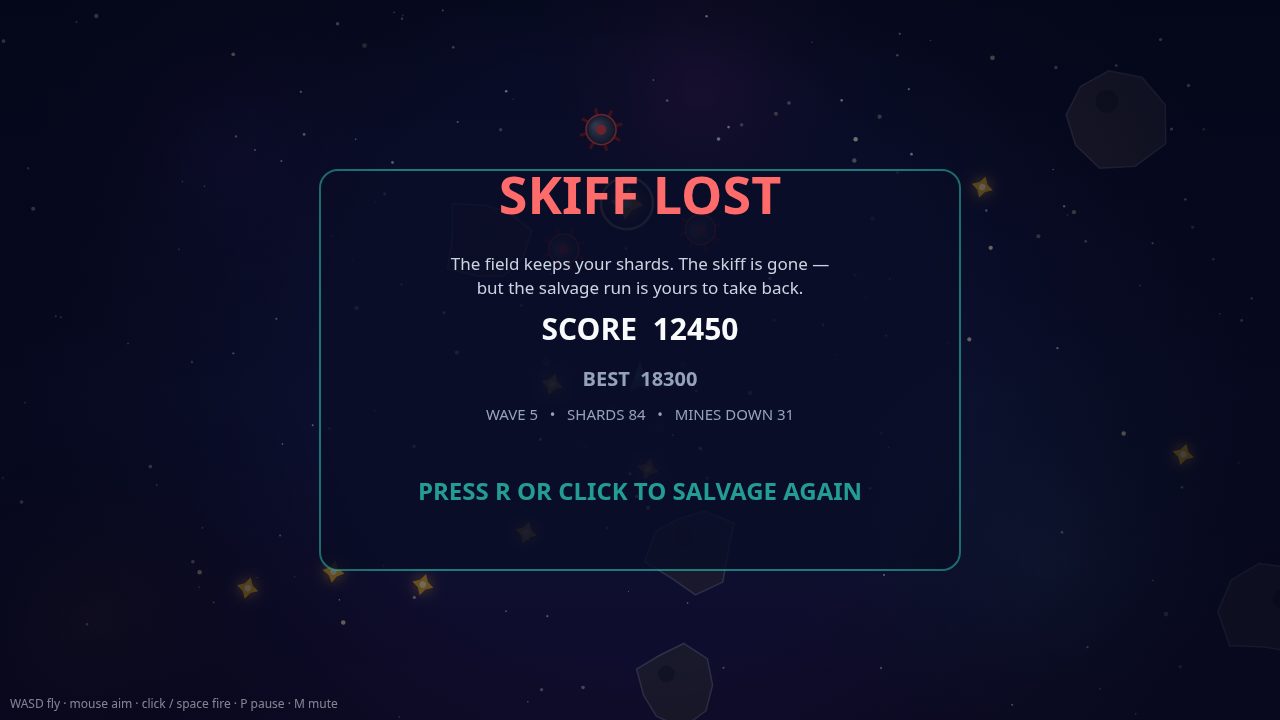 SKIFF LOST
The field keeps your shards. The skiff is gone —
but the salvage run is yours to take back.
SCORE 12450
BEST 18300
WAVE 5 • SHARDS 84 • MINES DOWN 31
PRESS R OR CLICK TO SALVAGE AGAIN
WASD fly · mouse aim · click / space fire · P pause · M mute